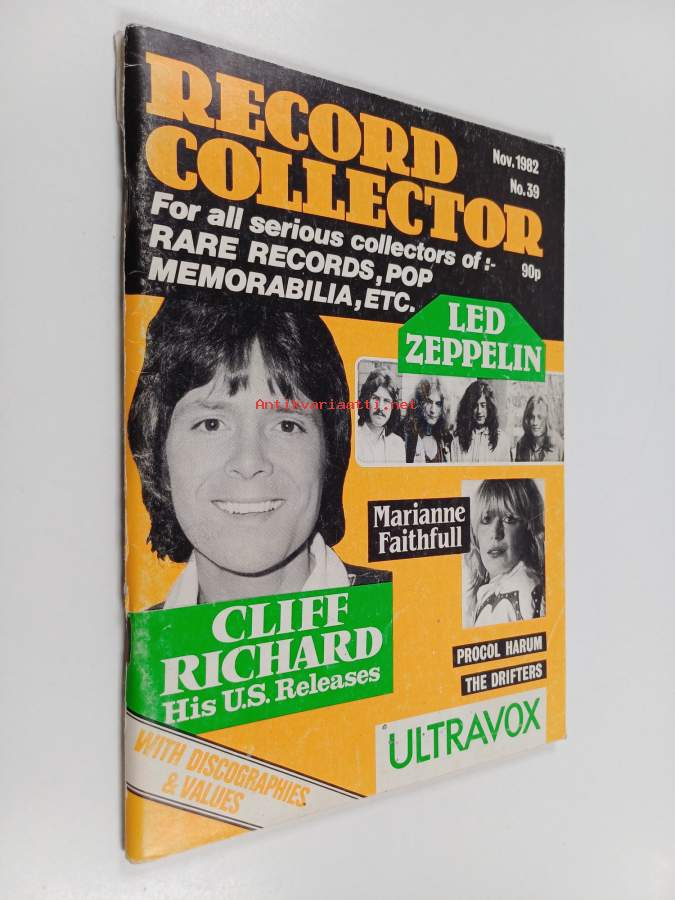 RECORD
COLLECTOR
Nov. 1982
No. 39
90p
For all serious collectors of :-
RARE RECORDS, POP
MEMORABILIA, ETC.
LED
ZEPPELIN
Antikvariaatti.net
Marianne
Faithfull
CLIFF
RICHARD
His U.S. Releases
PROCOL HARUM
THE DRIFTERS
ULTRAVOX
WITH DISCOGRAPHIES
& VALUES